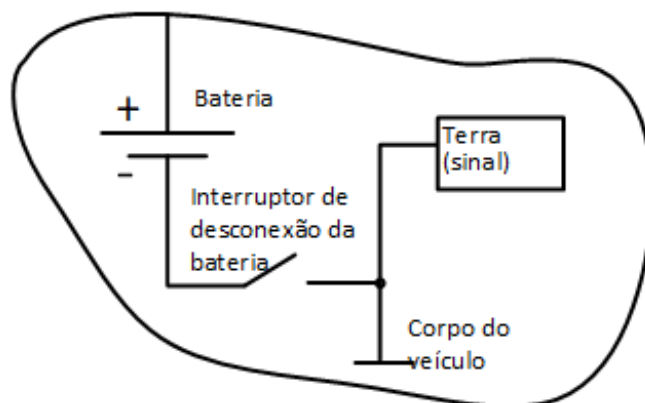 +
Bateria
-
Terra
(sinal)
Interruptor de
desconexão da
bateria
Corpo do
veículo